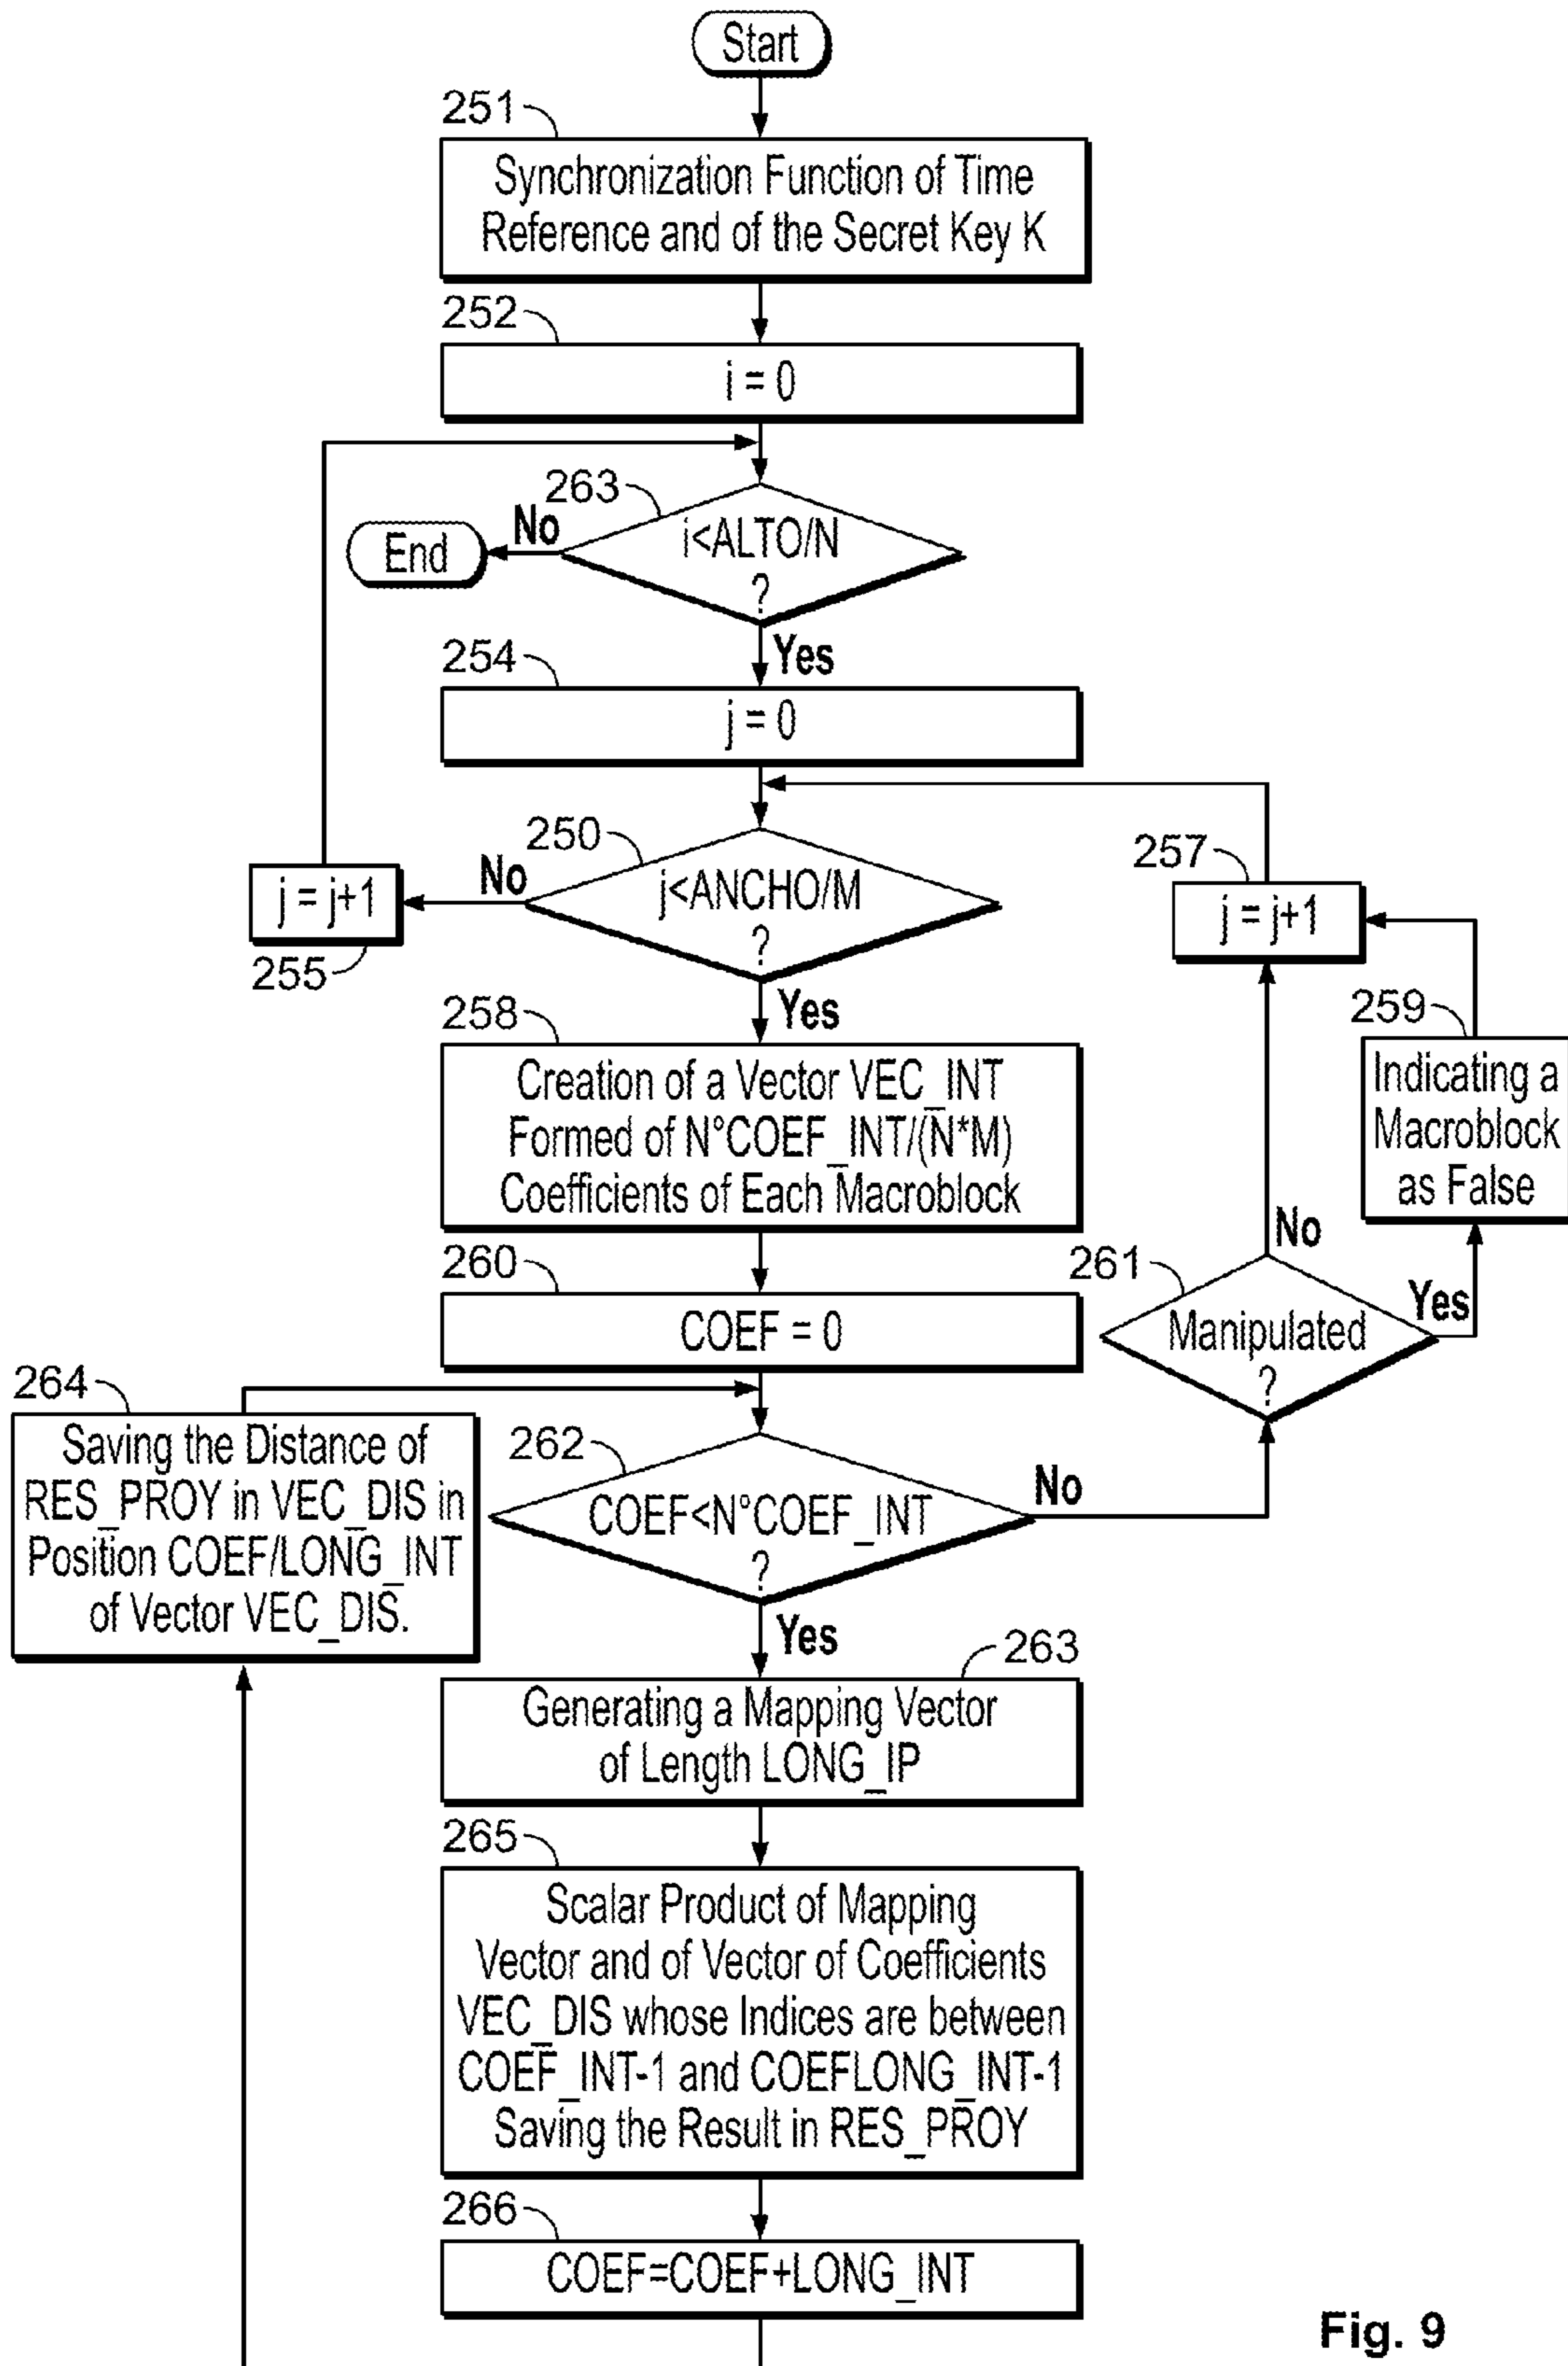 Start
251
Synchronization Function of Time
Reference and of the Secret Key K
252
i = 0
263
i<ALTO/N
?
No
End
Yes
254
j = 0
250
j<ANCHO/M
?
No
j = j+1
255
257
j = j+1
Yes
258
Creation of a Vector VEC_INT
Formed of N°COEF_INT/(N*M)
Coefficients of Each Macroblock
259
Indicating a
Macroblock
as False
260
COEF = 0
261
Manipulated
?
No
Yes
264
Saving the Distance of
RES_PROY in VEC_DIS in
Position COEF/LONG_INT
of Vector VEC_DIS.
262
COEF<N°COEF_INT
?
No
Yes
263
Generating a Mapping Vector
of Length LONG_IP
265
Scalar Product of Mapping
Vector and of Vector of Coefficients
VEC_DIS whose Indices are between
COEF_INT-1 and COEFLONG_INT-1
Saving the Result in RES_PROY
266
COEF=COEF+LONG_INT
Fig. 9